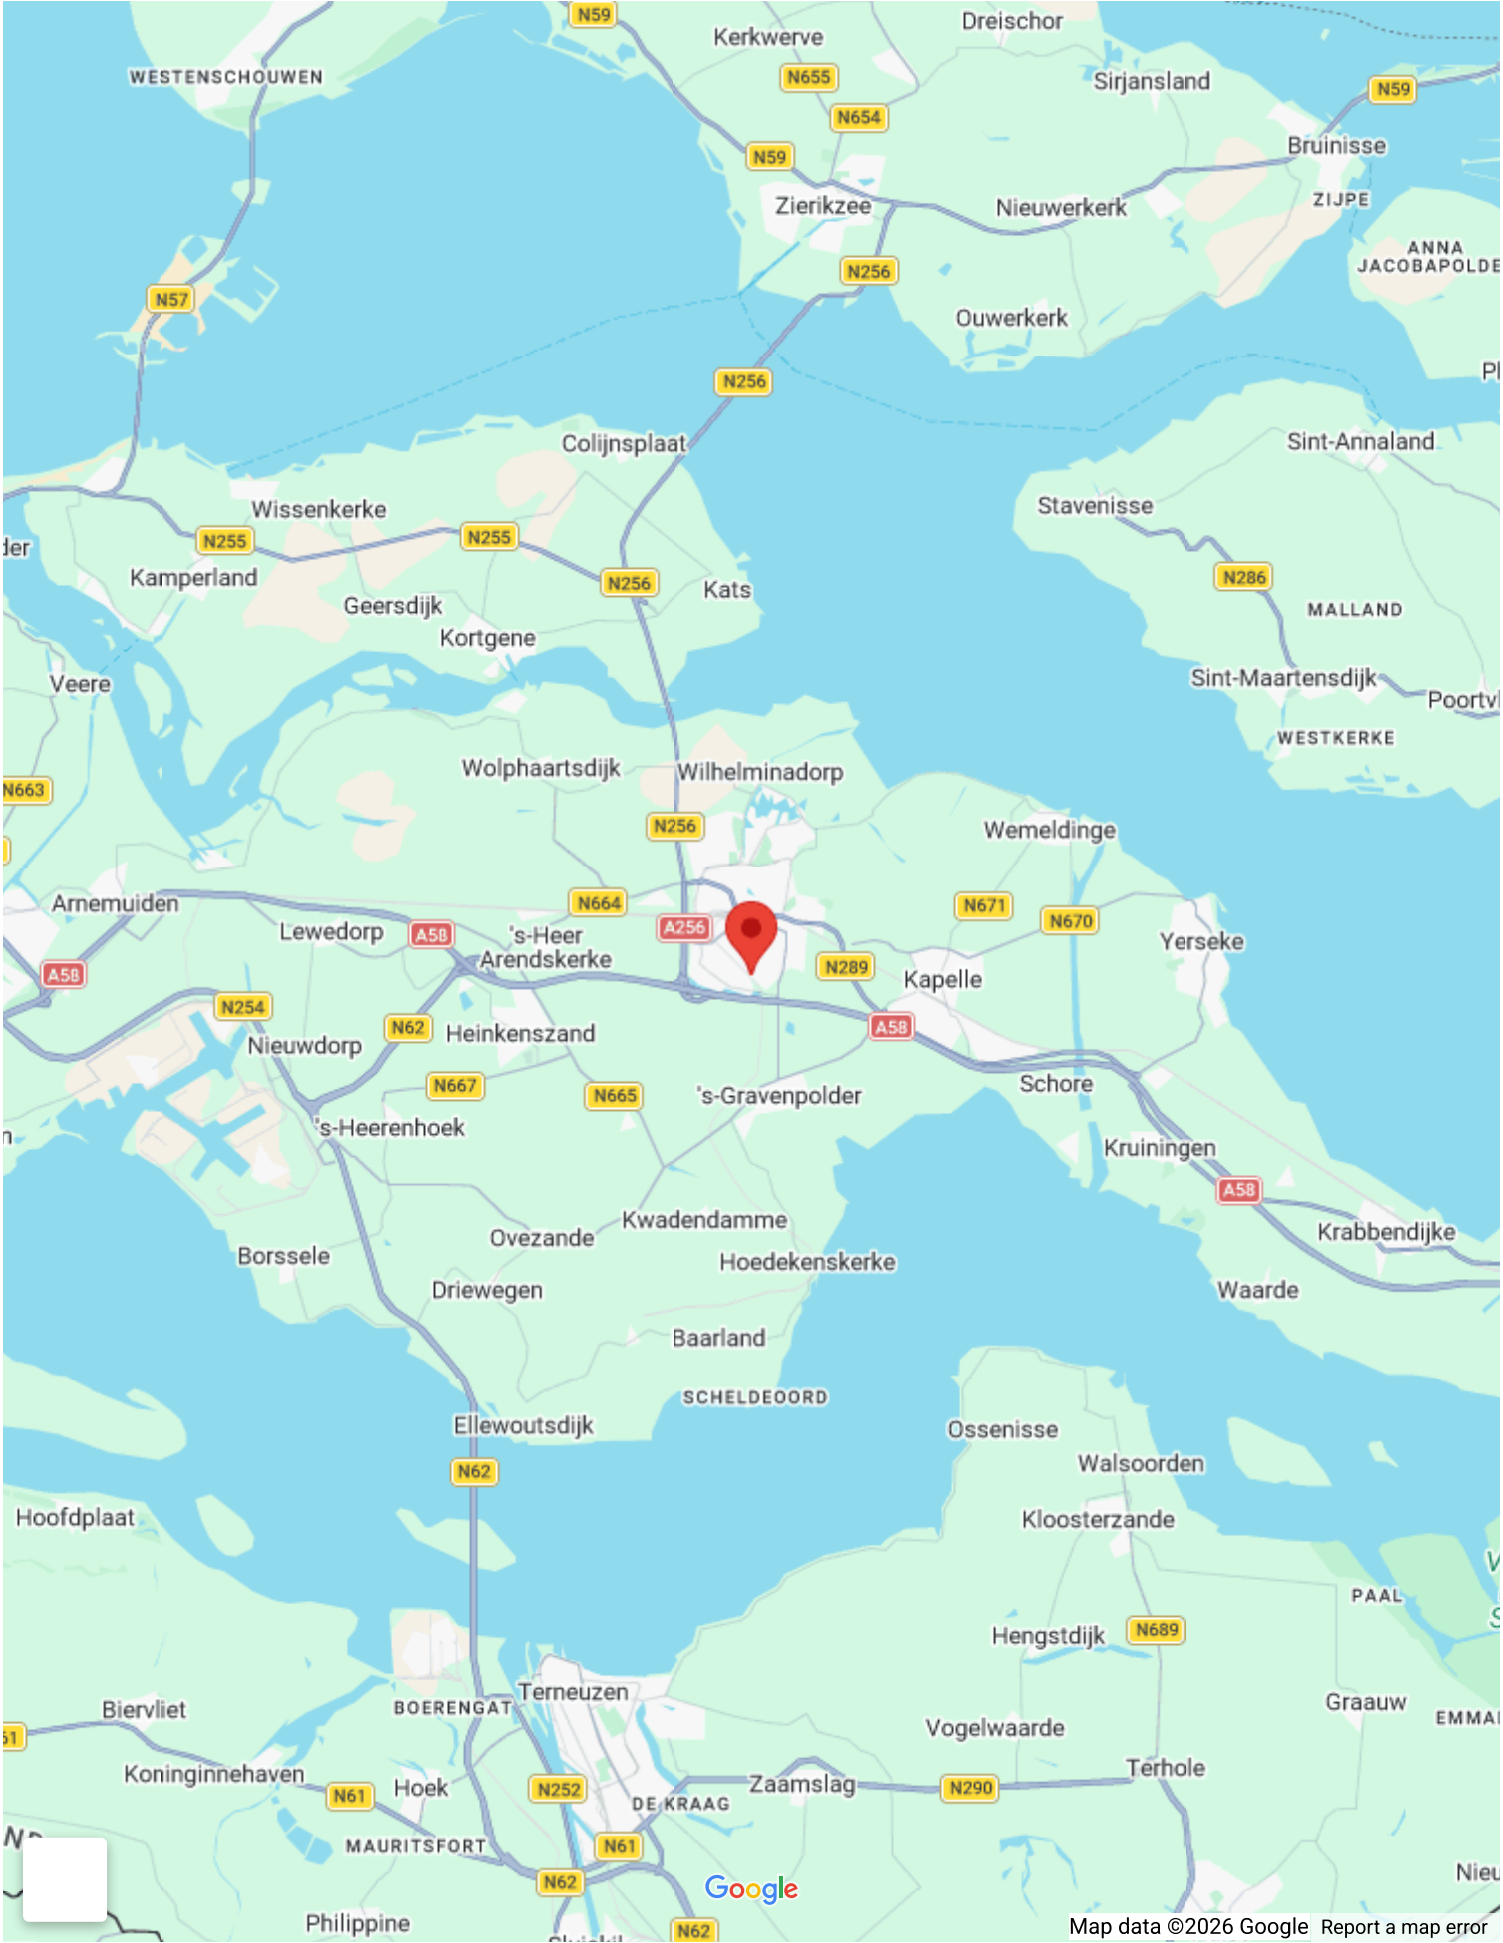 N59
Dreischor
Kerkwerve
WESTENSCHOUWEN
N655
Sirjansland
N59
N654
Bruinisse
N59
ZIJPE
Zierikzee
Nieuwerkerk
ANNA
JACOBAPOLDE
N256
N57
Ouwerkerk
N256
Sint-Annaland
Colijnsplaat
Stavenisse
Wissenkerke
N255
N255
der
Kamperland
N256
N286
Kats
Geersdijk
MALLAND
Kortgene
Veere
Sint-Maartensdijk
Poortvl
WESTKERKE
Wolphaartsdijk
Wilhelminadorp
N663
N256
Wemeldinge
Arnemuiden
N664
N671
N670
Lewedorp
A58
's-Heer
Arendskerke
A256
Yerseke
A58
N289
Kapelle
N254
N62
Heinkenszand
A58
Nieuwdorp
N667
N665
's-Gravenpolder
Schore
's-Heerenhoek
n
Kruiningen
A58
Kwadendamme
Krabbendijke
Ovezande
Borssele
Hoedekenskerke
Driewegen
Waarde
Baarland
SCHELDEOORD
Ellewoutsdijk
Ossenisse
Walsoorden
N62
Hoofdplaat
Kloosterzande
V
PAAL
S
Hengstdijk
N689
Terneuzen
Biervliet
BOERENGAT
Graauw
EMMA
Vogelwaarde
61
Koninginnehaven
Terhole
Hoek
N61
N252
Zaamslag
N290
DE KRAAG
MAURITSFORT
N61
Nieu
N62
Google
Philippine
N62
Map data ©2026 Google
Report a map error